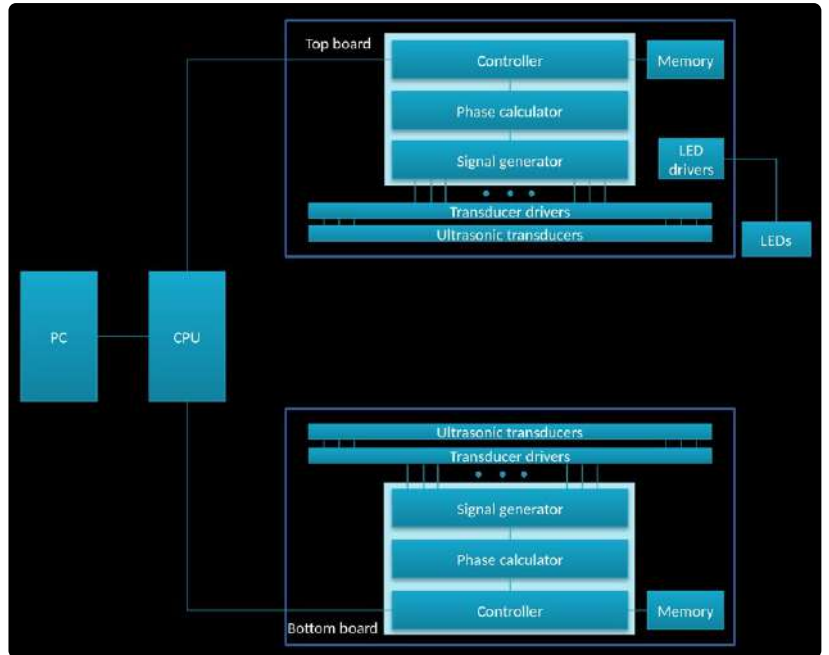 Top board
Controller
Memory
Phase calculator
Signal generator
LED
drivers
Transducer drivers
Ultrasonic transducers
LEDs
PC
CPU
Ultrasonic transducers
Transducer drivers
Signal generator
Phase calculator
Controller
Memory
Bottom board